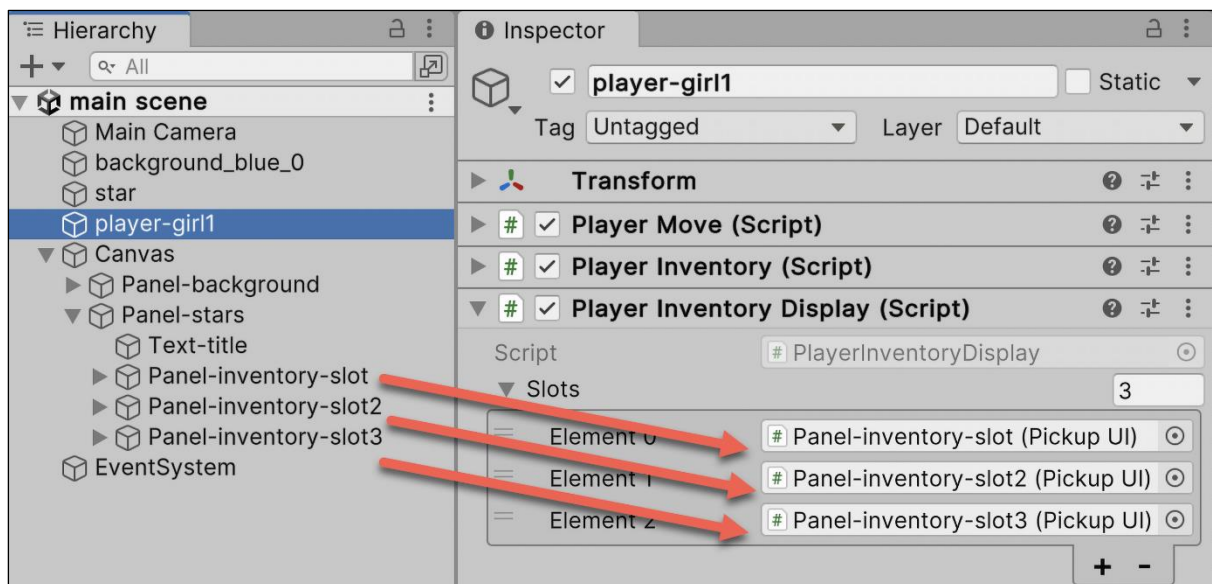 Hierarchy
All
main scene
Main Camera
background_blue_0
star
player-girl1
Canvas
Panel-background
Panel-stars
Text-title
Panel-inventory-slot
Panel-inventory-slot2
Panel-inventory-slot3
EventSystem
Inspector
player-girl1 Static
Tag Untagged Layer Default
Transform
# Player Move (Script)
# Player Inventory (Script)
# Player Inventory Display (Script)
Script # PlayerInventoryDisplay
Slots 3
Element 0 # Panel-inventory-slot (Pickup UI)
Element 1 # Panel-inventory-slot2 (Pickup UI)
Element 2 # Panel-inventory-slot3 (Pickup UI)
+ -